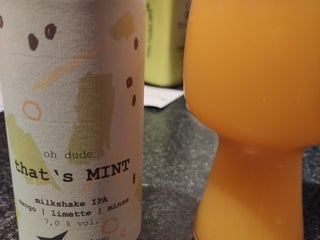 oh dude,
that's MINT
milkshake IPA
mango | limette | minze
7,0 % vol.